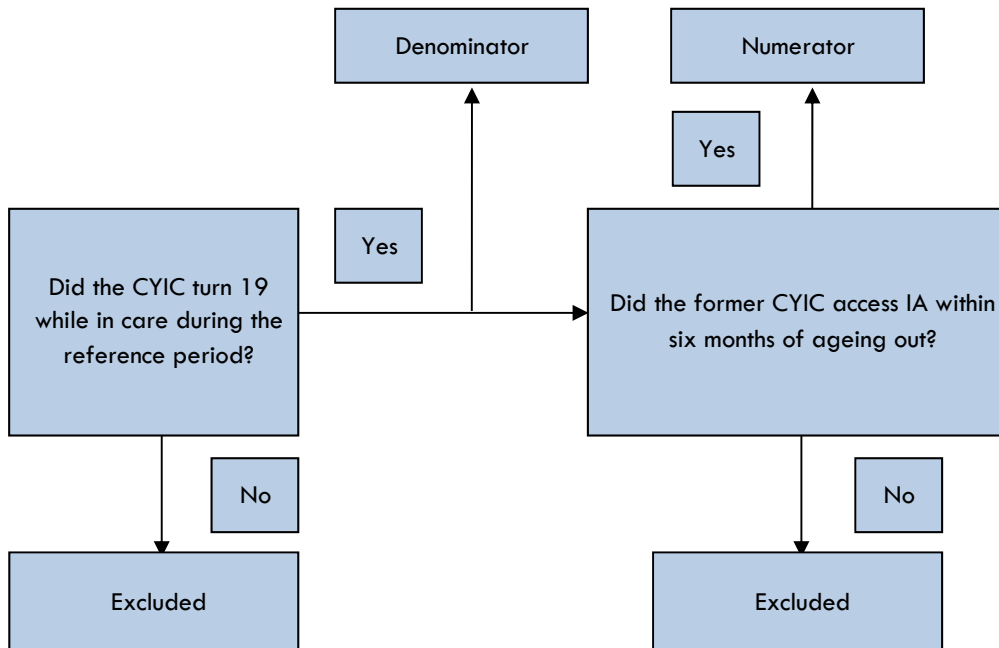 Denominator
Numerator
Yes
Yes
Did the CYIC turn 19
while in care during the
reference period?
Did the former CYIC access IA within
six months of ageing out?
No
No
Excluded
Excluded